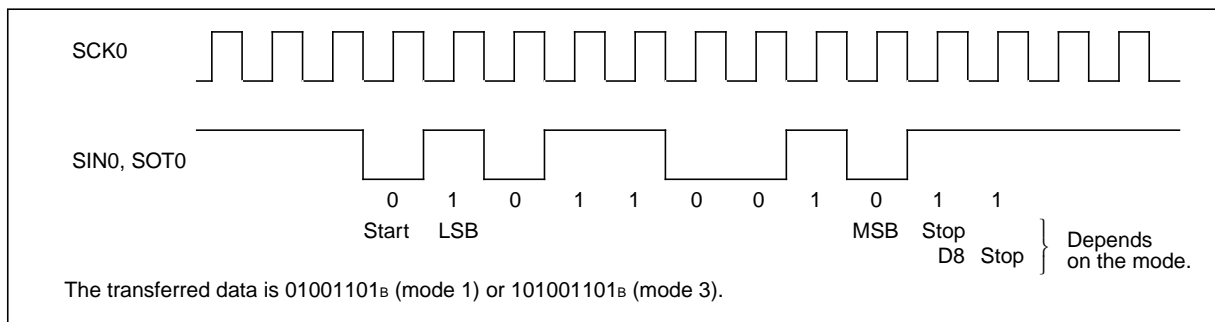 SCK0
SIN0, SOT0
0 1 0 1 1 0 0 1 0 1 1
Start LSB MSB Stop
D8 Stop
Depends
on the mode.
The transferred data is 01001101B (mode 1) or 101001101B (mode 3).